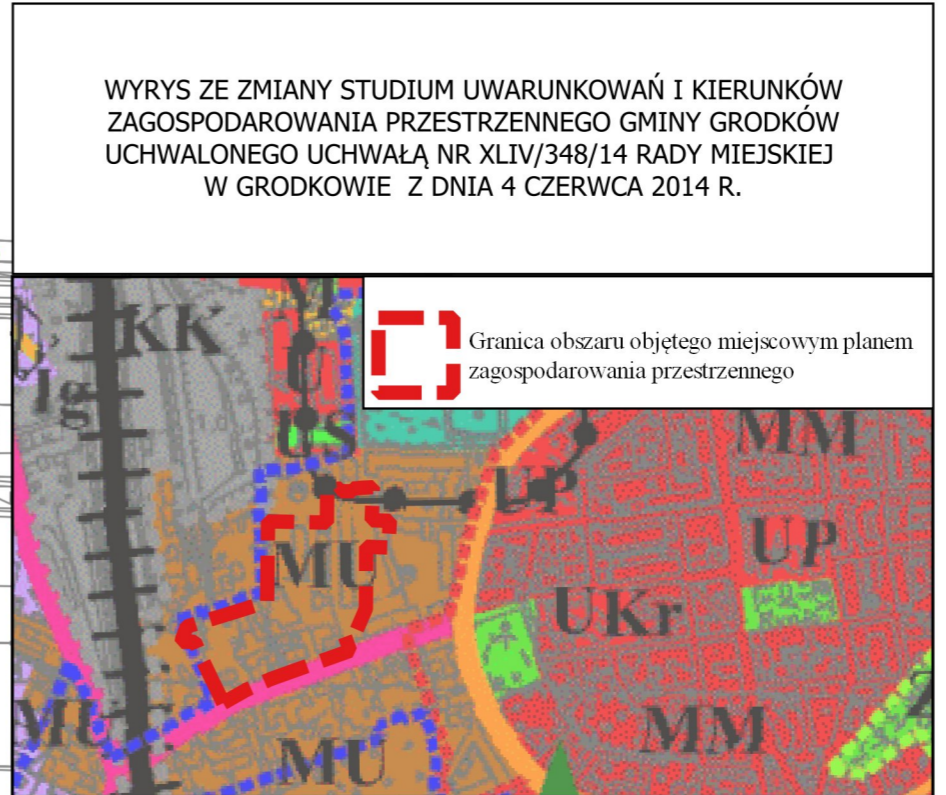 WYRYS ZE ZMIANY STUDIUM UWARUNKOWAŃ I KIERUNKÓW
ZAGOSPODAROWANIA PRZESTRZENNEGO GMINY GRODKÓW
UCHWALONEGO UCHWAŁĄ NR XLIV/348/14 RADY MIEJSKIEJ
W GRODKOWIE Z DNIA 4 CZERWCA 2014 R.
Granica obszaru objętego miejscowym planem
zagospodarowania przestrzennego
KK
U
US
MM
UP
UP
MU
UKr
MU
MM
MU